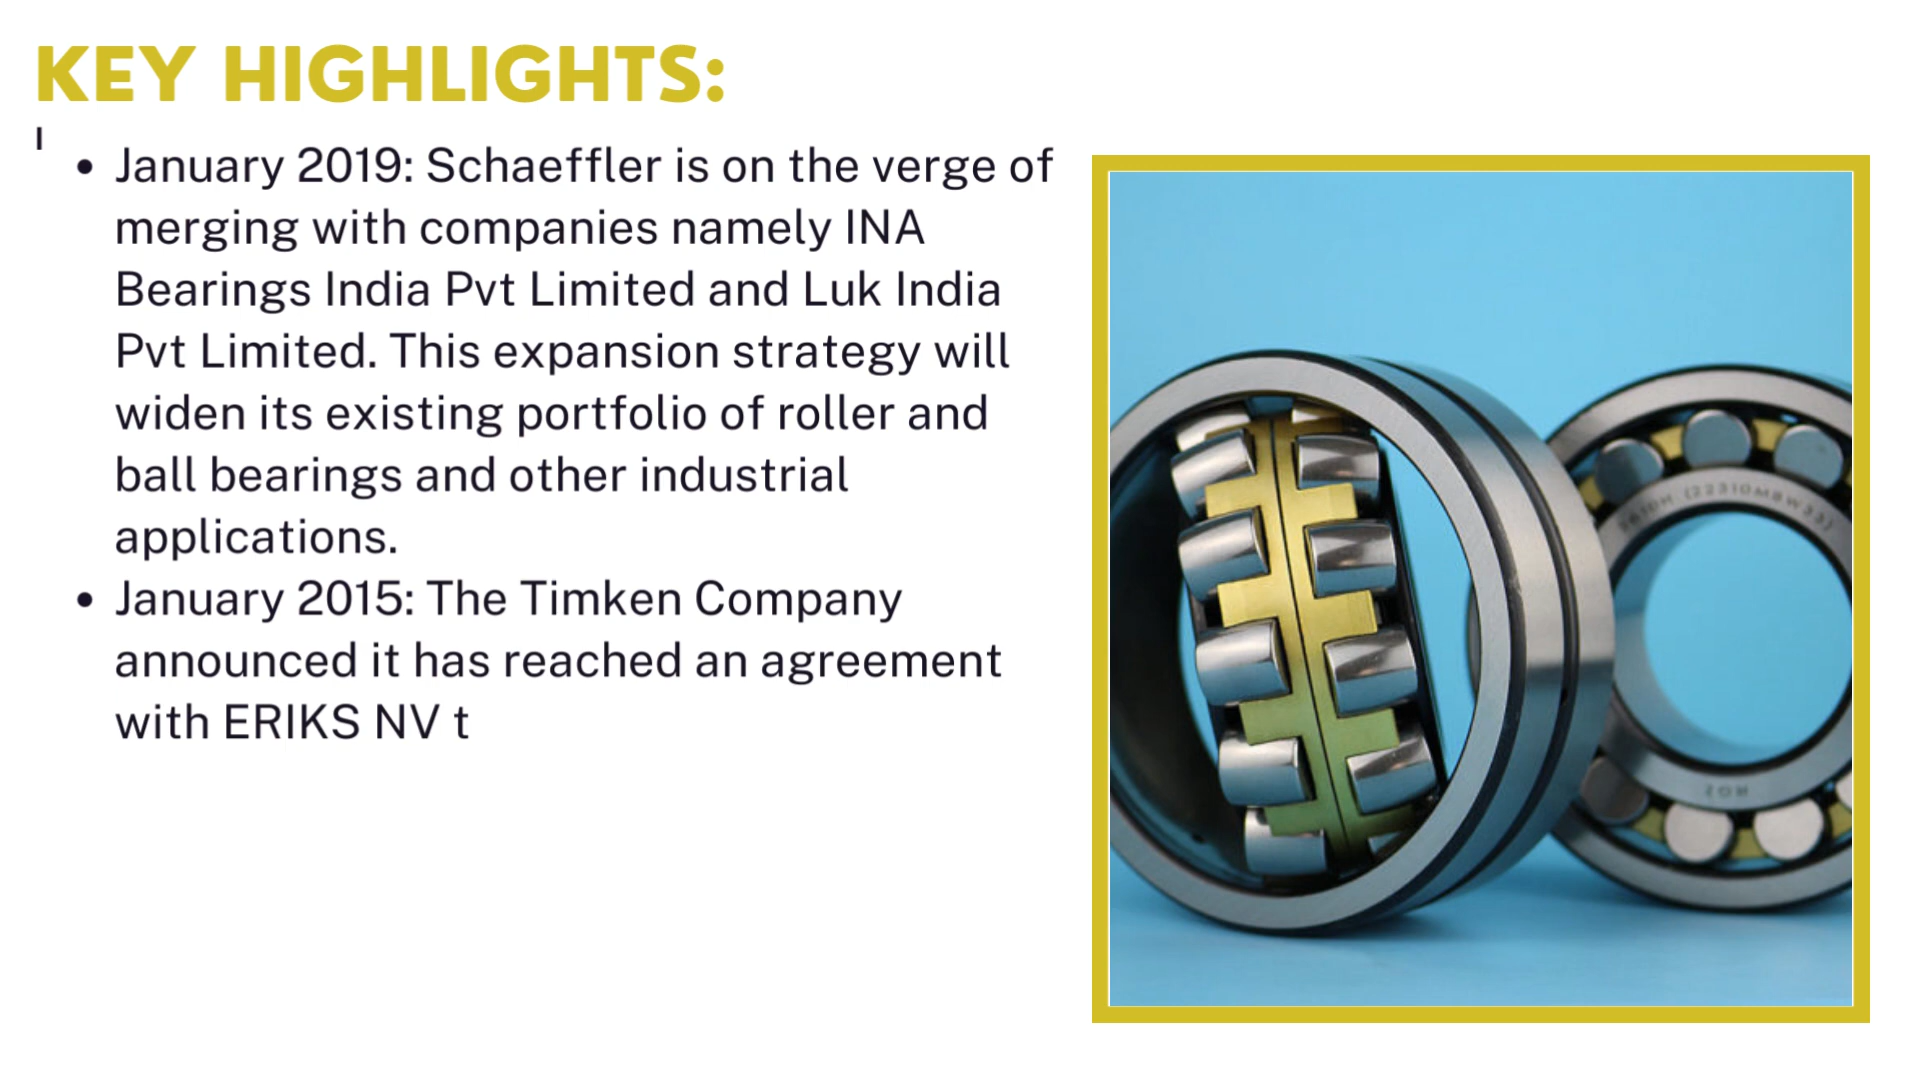 KEY HIGHLIGHTS:
I
• January 2019: Schaeffler is on the verge of
merging with companies namely INA
Bearings India Pvt Limited and Luk India
Pvt Limited. This expansion strategy will
widen its existing portfolio of roller and
ball bearings and other industrial
applications.
• January 2015: The Timken Company
announced it has reached an agreement
with ERIKS NV t